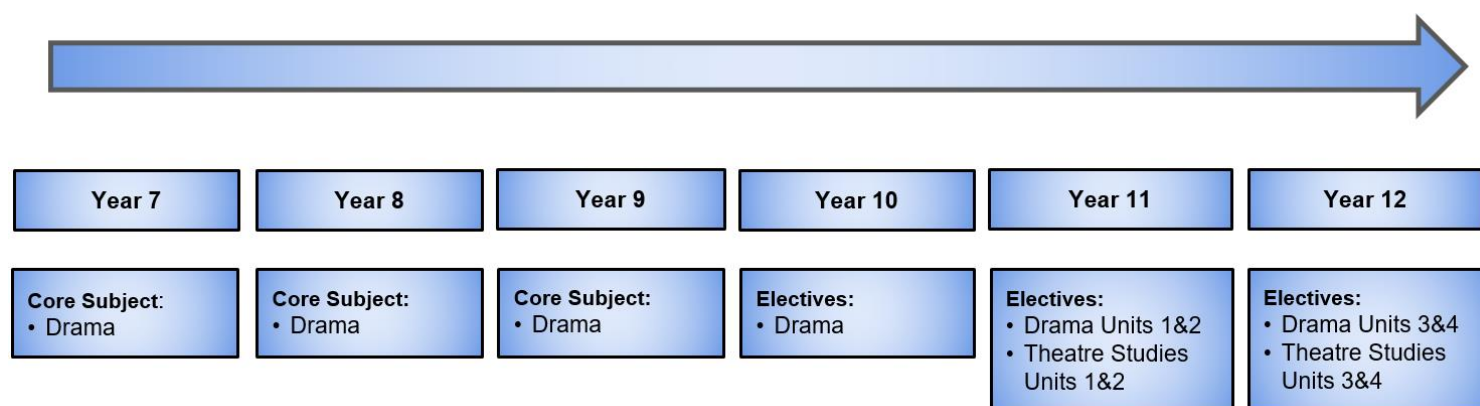 Year 7
Year 8
Year 9
Year 10
Year 11
Year 12
Core Subject:
• Drama
Core Subject:
• Drama
Core Subject:
• Drama
Electives:
• Drama
Electives:
• Drama Units 1&2
• Theatre Studies
Units 1&2
Electives:
• Drama Units 3&4
• Theatre Studies
Units 3&4